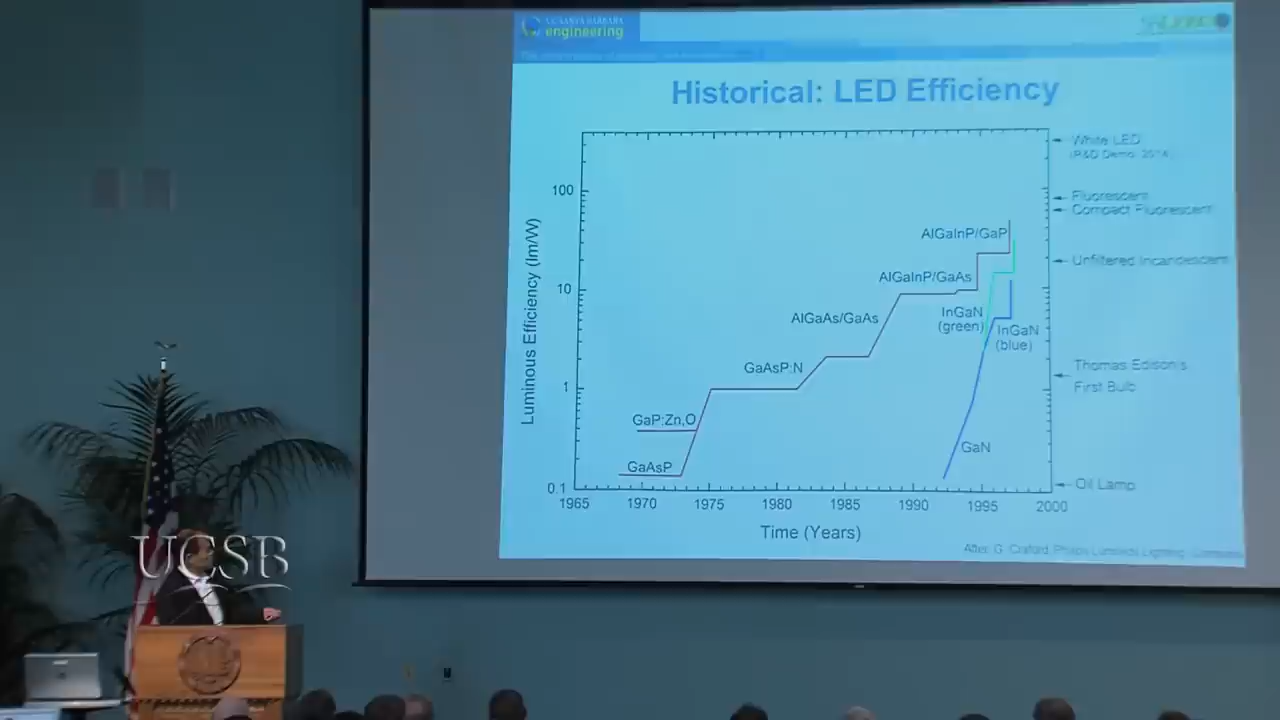 engineering
Historical: LED Efficiency
Luminous Efficiency (lm/W)
100
10
1
0.1
AlGaInP/GaP
AlGaInP/GaAs
AlGaAs/GaAs
InGaN
(green)
InGaN
(blue)
GaAsP:N
GaP:Zn,O
GaAsP
GaN
1965 1970 1975 1980 1985 1990 1995 2000
Time (Years)
White LED
(R&D Demo, 2014)
Fluorescent
Compact Fluorescent
Unfiltered Incandescent
Thomas Edison's
First Bulb
Oil Lamp
After: G. Craford, Philips Lumileds Lighting
UCSB